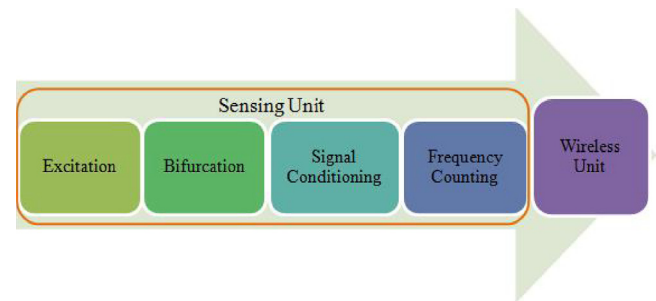 Sensing Unit
Excitation
Bifurcation
Signal
Conditioning
Frequency
Counting
Wireless
Unit